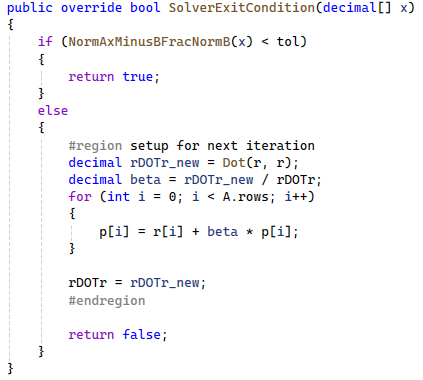 public override bool SolverExitCondition(decimal[] x)
{
    if (NormAxMinusBFracNormB(x) < tol)
    {
        return true;
    }
    else
    {
        #region setup for next iteration
        decimal rDOTr_new = Dot(r, r);
        decimal beta = rDOTr_new / rDOTr;
        for (int i = 0; i < A.rows; i++)
        {
            p[i] = r[i] + beta * p[i];
        }

        rDOTr = rDOTr_new;
        #endregion

        return false;
    }
}